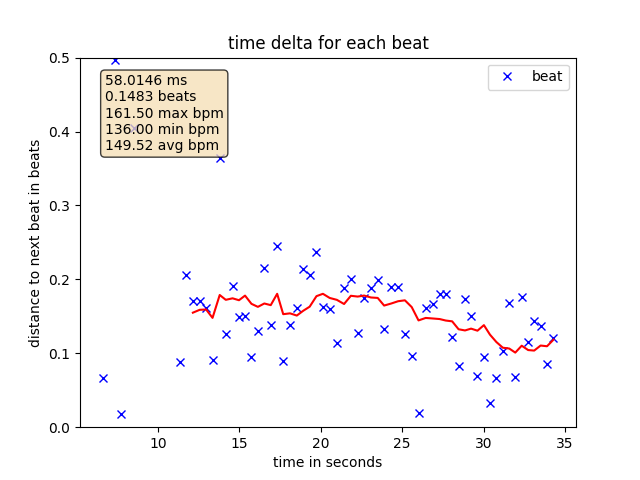 time delta for each beat
0.5
0.4
0.3
0.2
0.1
0.0
distance to next beat in beats
58.0146 ms
0.1483 beats
161.50 max bpm
136.00 min bpm
149.52 avg bpm
beat
10 15 20 25 30 35
time in seconds